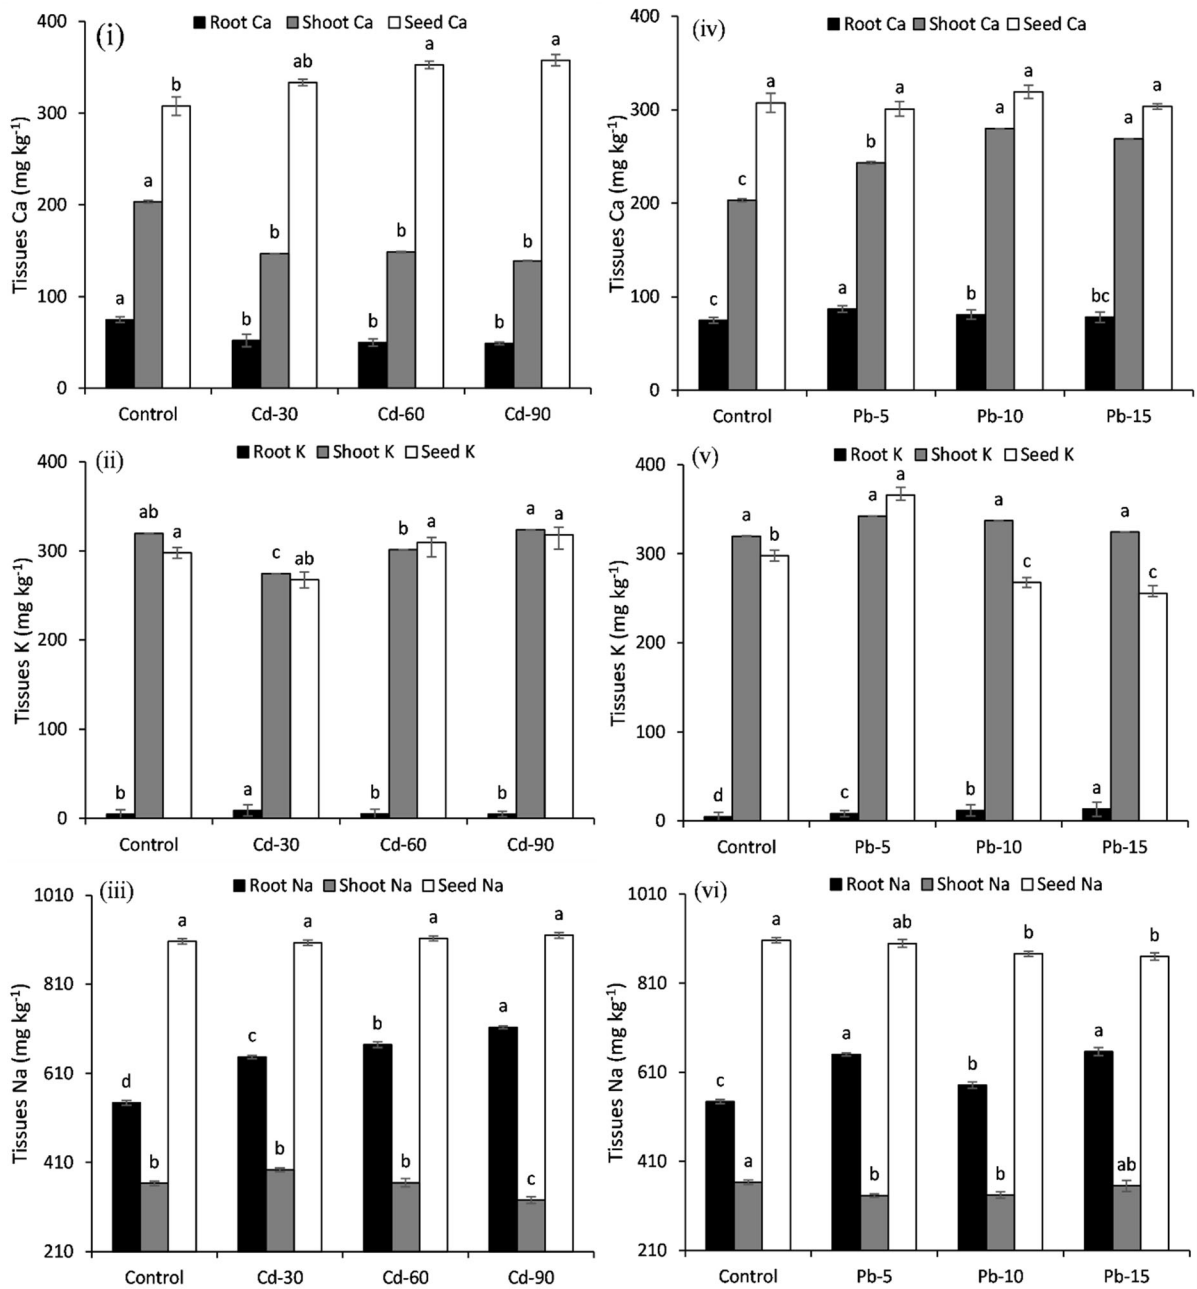 (i)
Root Ca Shoot Ca Seed Ca
Tissues Ca (mg kg-1)
400
300
200
100
0
a a b
b b ab
b b a
b b a
Control Cd-30 Cd-60 Cd-90
(iv)
Root Ca Shoot Ca Seed Ca
Tissues Ca (mg kg-1)
400
300
200
100
0
c c a
a b a
b a a
bc a a
Control Pb-5 Pb-10 Pb-15
(ii)
Root K Shoot K Seed K
Tissues K (mg kg-1)
400
300
200
100
0
b ab a
a c ab
b b a
b a a
Control Cd-30 Cd-60 Cd-90
(v)
Root K Shoot K Seed K
Tissues K (mg kg-1)
400
300
200
100
0
d a b
c a a
b a c
a a c
Control Pb-5 Pb-10 Pb-15
(iii)
Root Na Shoot Na Seed Na
Tissues Na (mg kg-1)
1010
810
610
410
210
d b a
c b a
b b a
a c a
Control Cd-30 Cd-60 Cd-90
(vi)
Root Na Shoot Na Seed Na
Tissues Na (mg kg-1)
1010
810
610
410
210
c a a
a b ab
b b b
a ab b
Control Pb-5 Pb-10 Pb-15